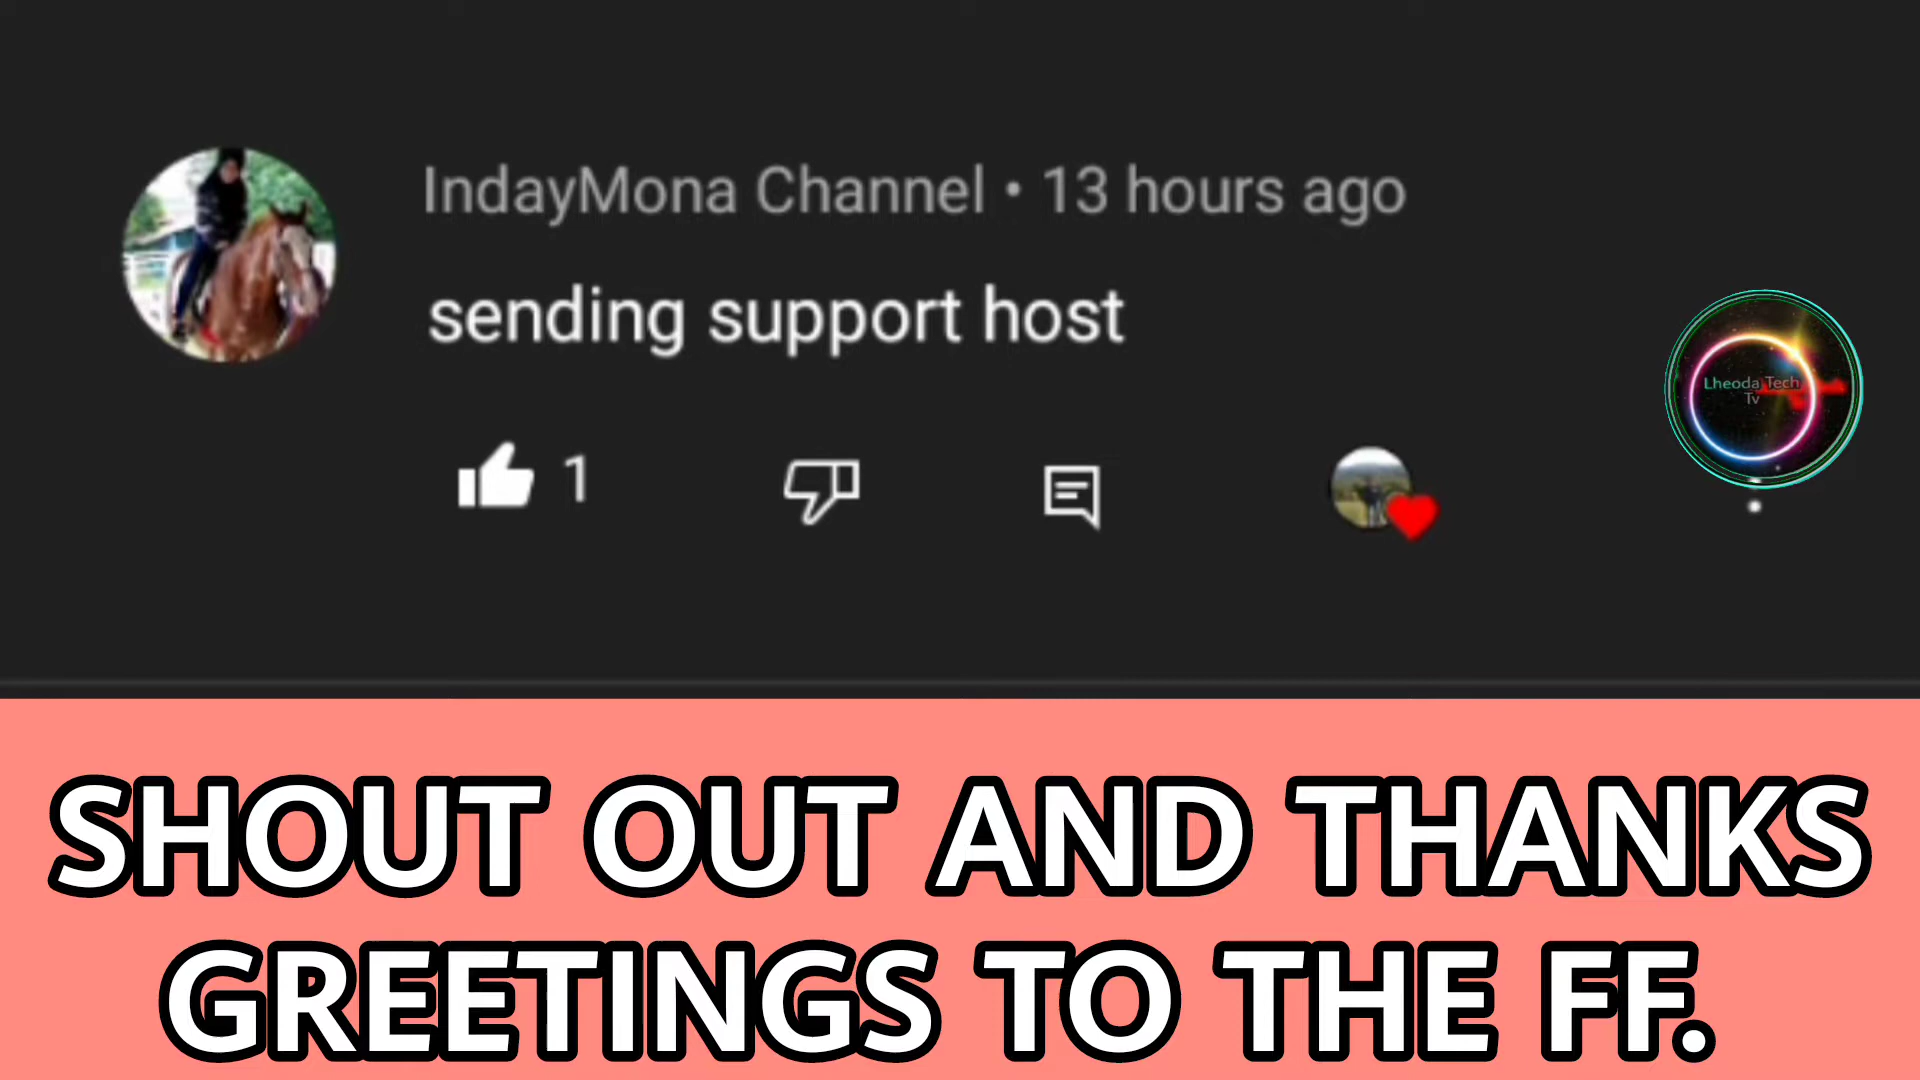 IndayMona Channel • 13 hours ago
sending support host
Lheoda Tech
Tv
1
SHOUT OUT AND THANKS
GREETINGS TO THE FF.